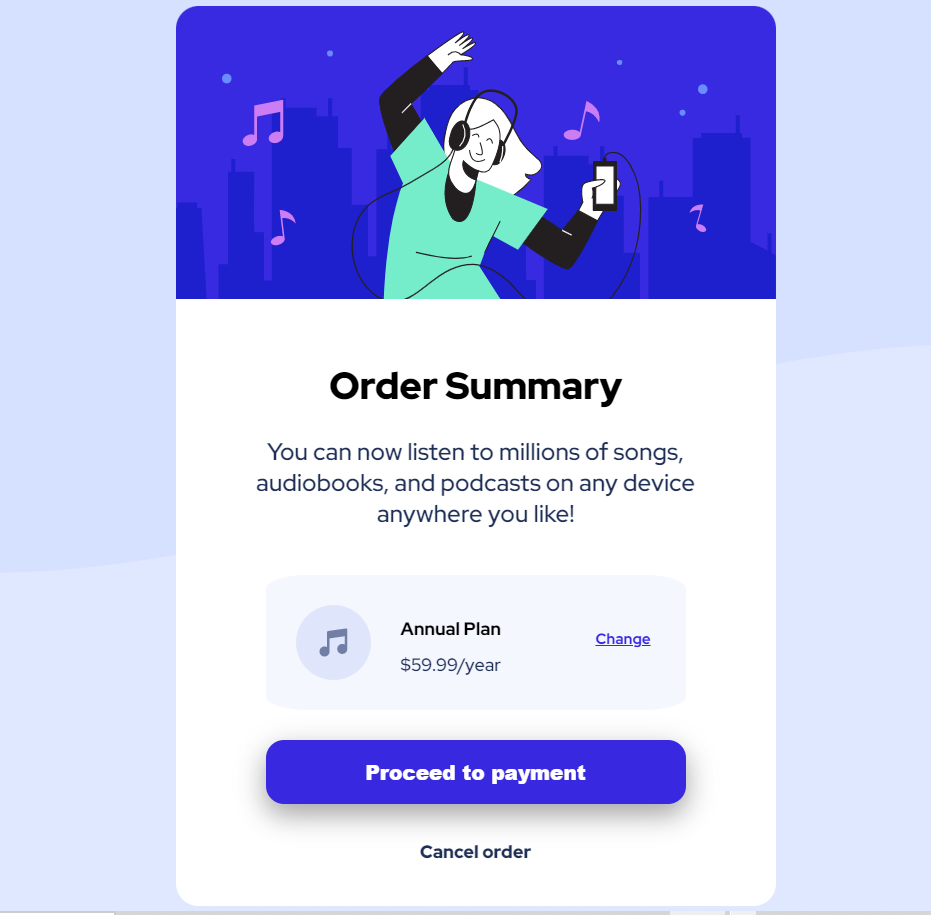 Order Summary
You can now listen to millions of songs,
audiobooks, and podcasts on any device
anywhere you like!
Annual Plan
Change
$59.99/year
Proceed to payment
Cancel order